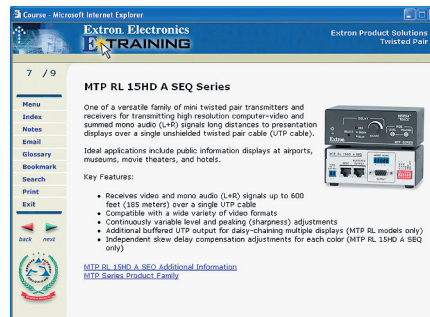 Course - Microsoft Internet Explorer
Extron Electronics
E TRAINING
Extron Product Solutions
Twisted Pair
7 / 9
Menu
Index
Notes
Email
Glossary
Bookmark
Search
Print
Exit
back next
MTP RL 15HD A SEQ Series
One of a versatile family of mini twisted pair transmitters and
receivers for transmitting high resolution computer-video and
summed mono audio (L+R) signals long distances to presentation
displays over a single unshielded twisted pair cable (UTP cable).
Ideal applications include public information displays at airports,
museums, movie theaters, and hotels.
Key Features:
• Receives video and mono audio (L+R) signals up to 600
feet (185 meters) over a single UTP cable
• Compatible with a wide variety of video formats
• Continuously variable level and peaking (sharpness) adjustments
• Additional buffered UTP output for daisy-chaining multiple displays (MTP RL models only)
• Independent skew delay compensation adjustments for each color (MTP RL 15HD A SEQ
only)
MTP RL 15HD A SEQ Additional Information
MTP Series Product Family
DELAY
Extron
MTP SERIES